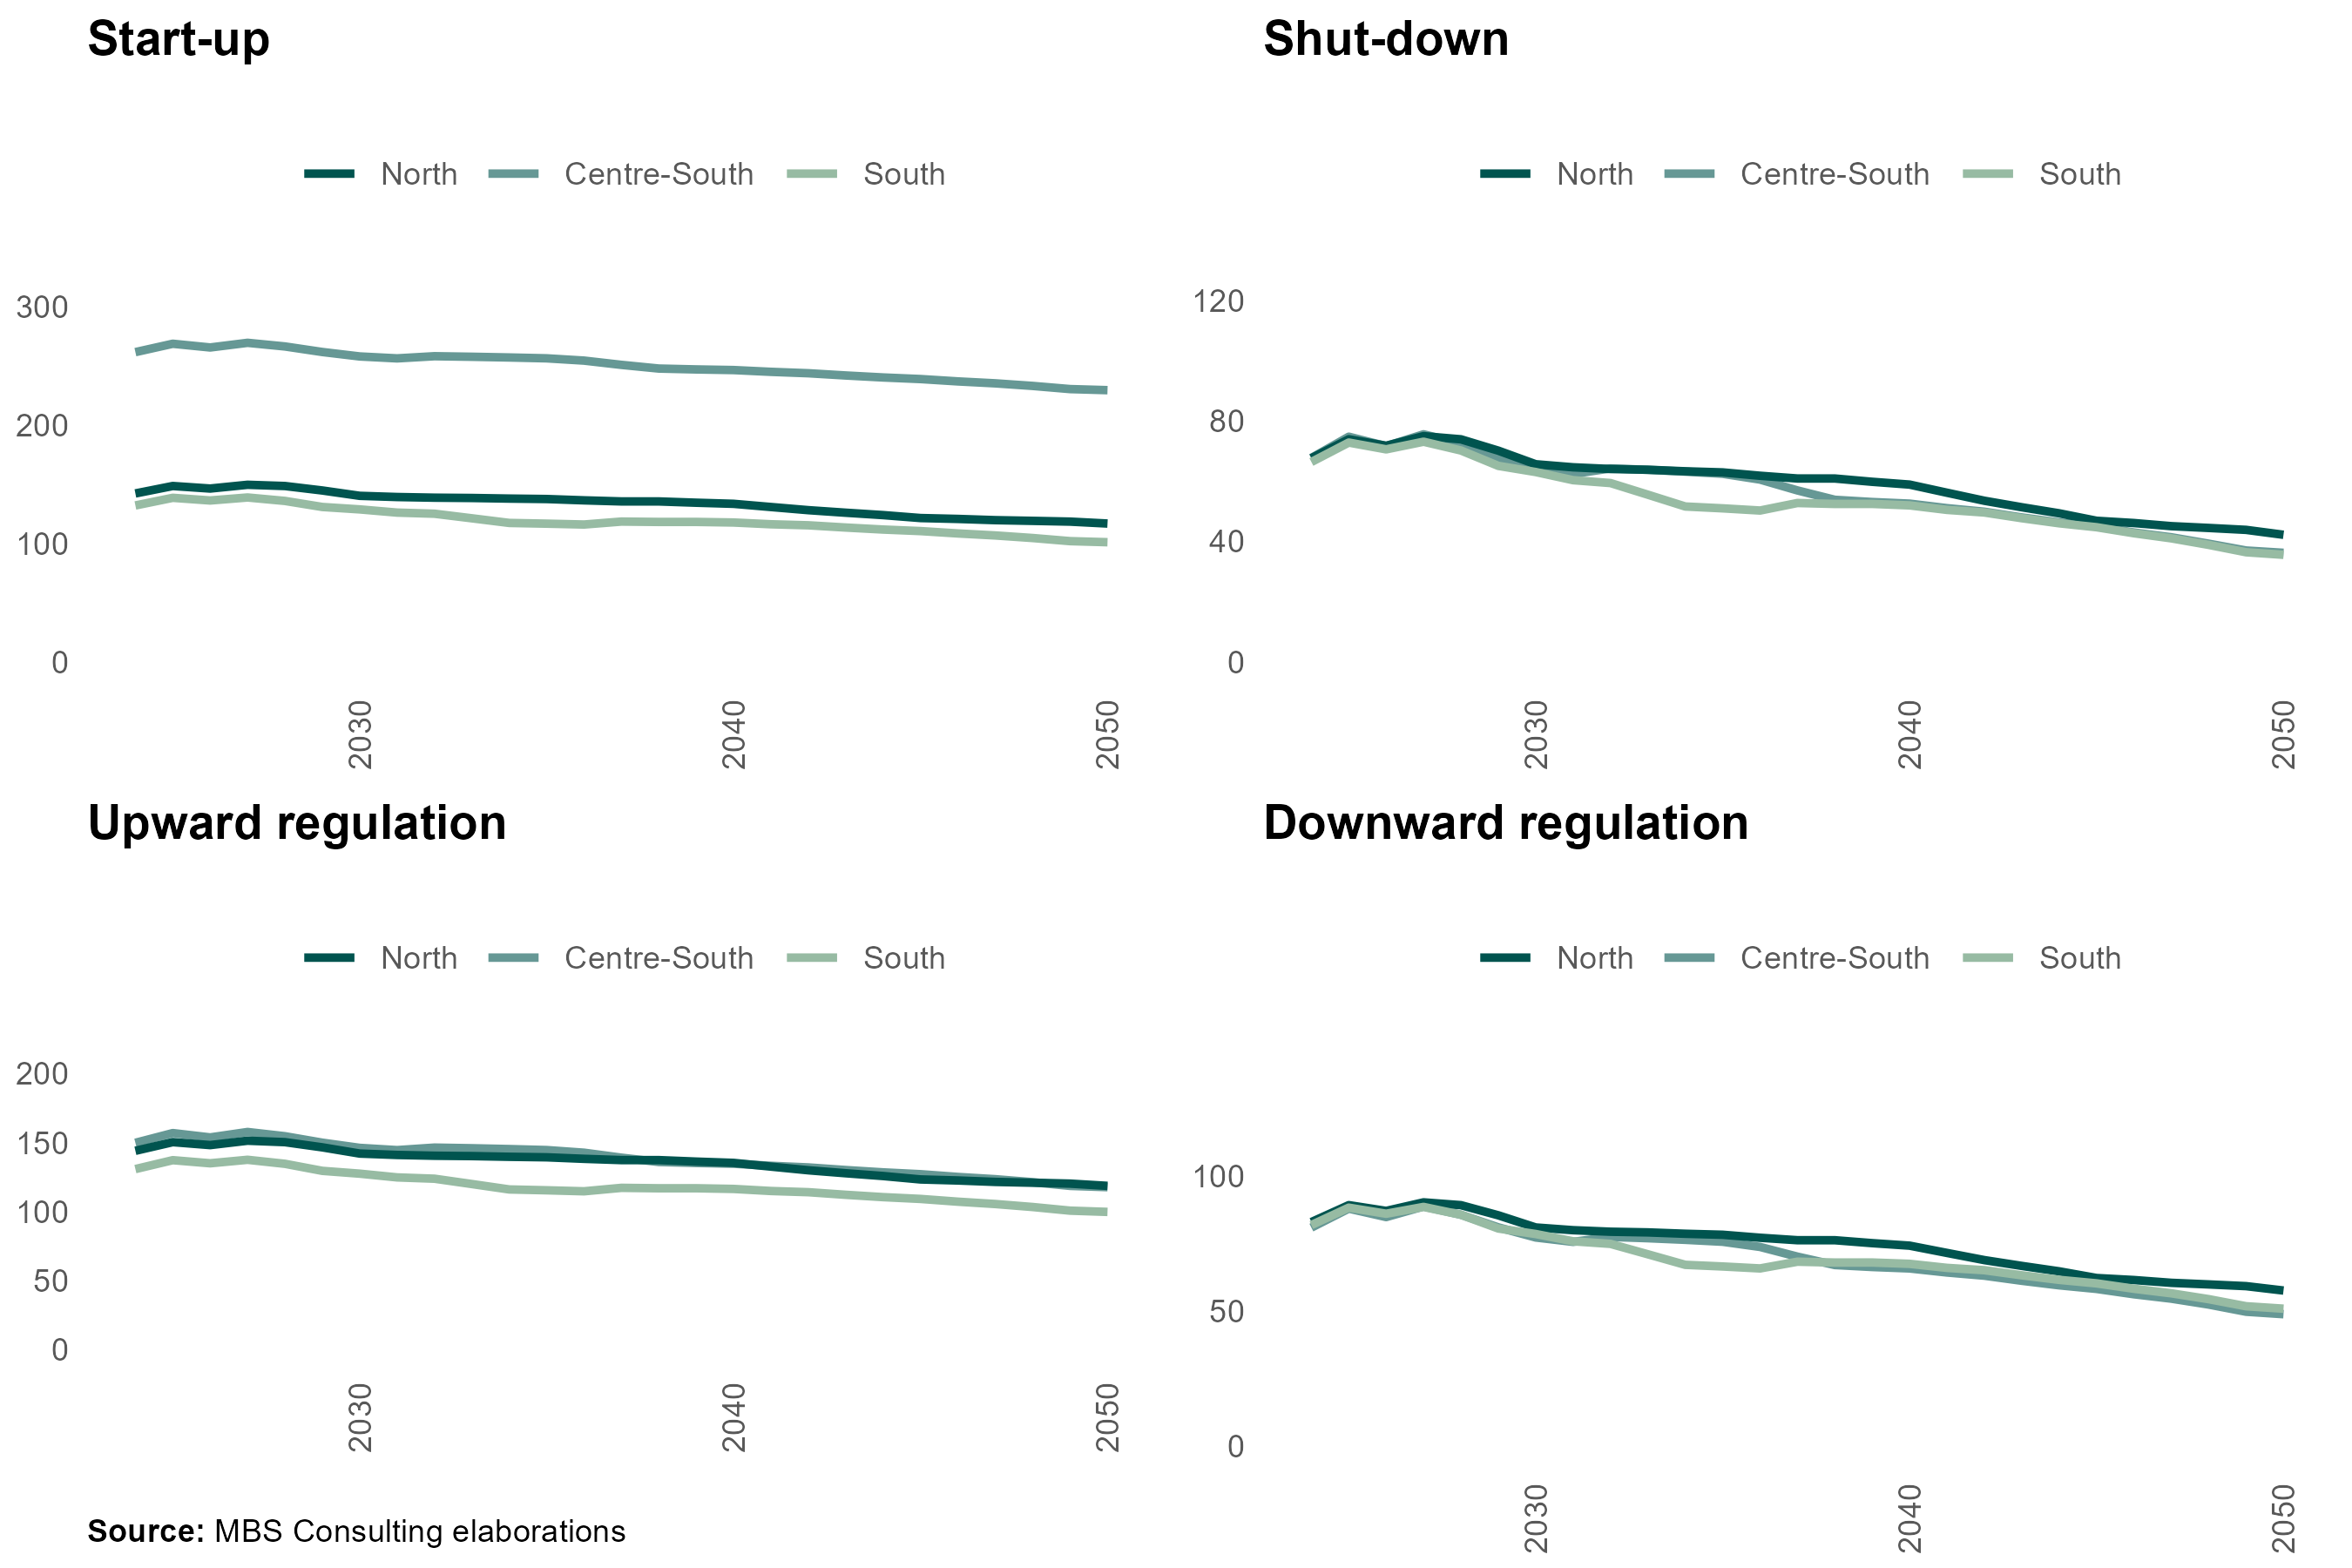 Start-up
North Centre-South South
300
200
100
0
2030 2040 2050
Shut-down
North Centre-South South
120
80
40
0
2030 2040 2050
Upward regulation
North Centre-South South
200
150
100
50
0
2030 2040 2050
Downward regulation
North Centre-South South
100
50
0
2030 2040 2050
Source: MBS Consulting elaborations